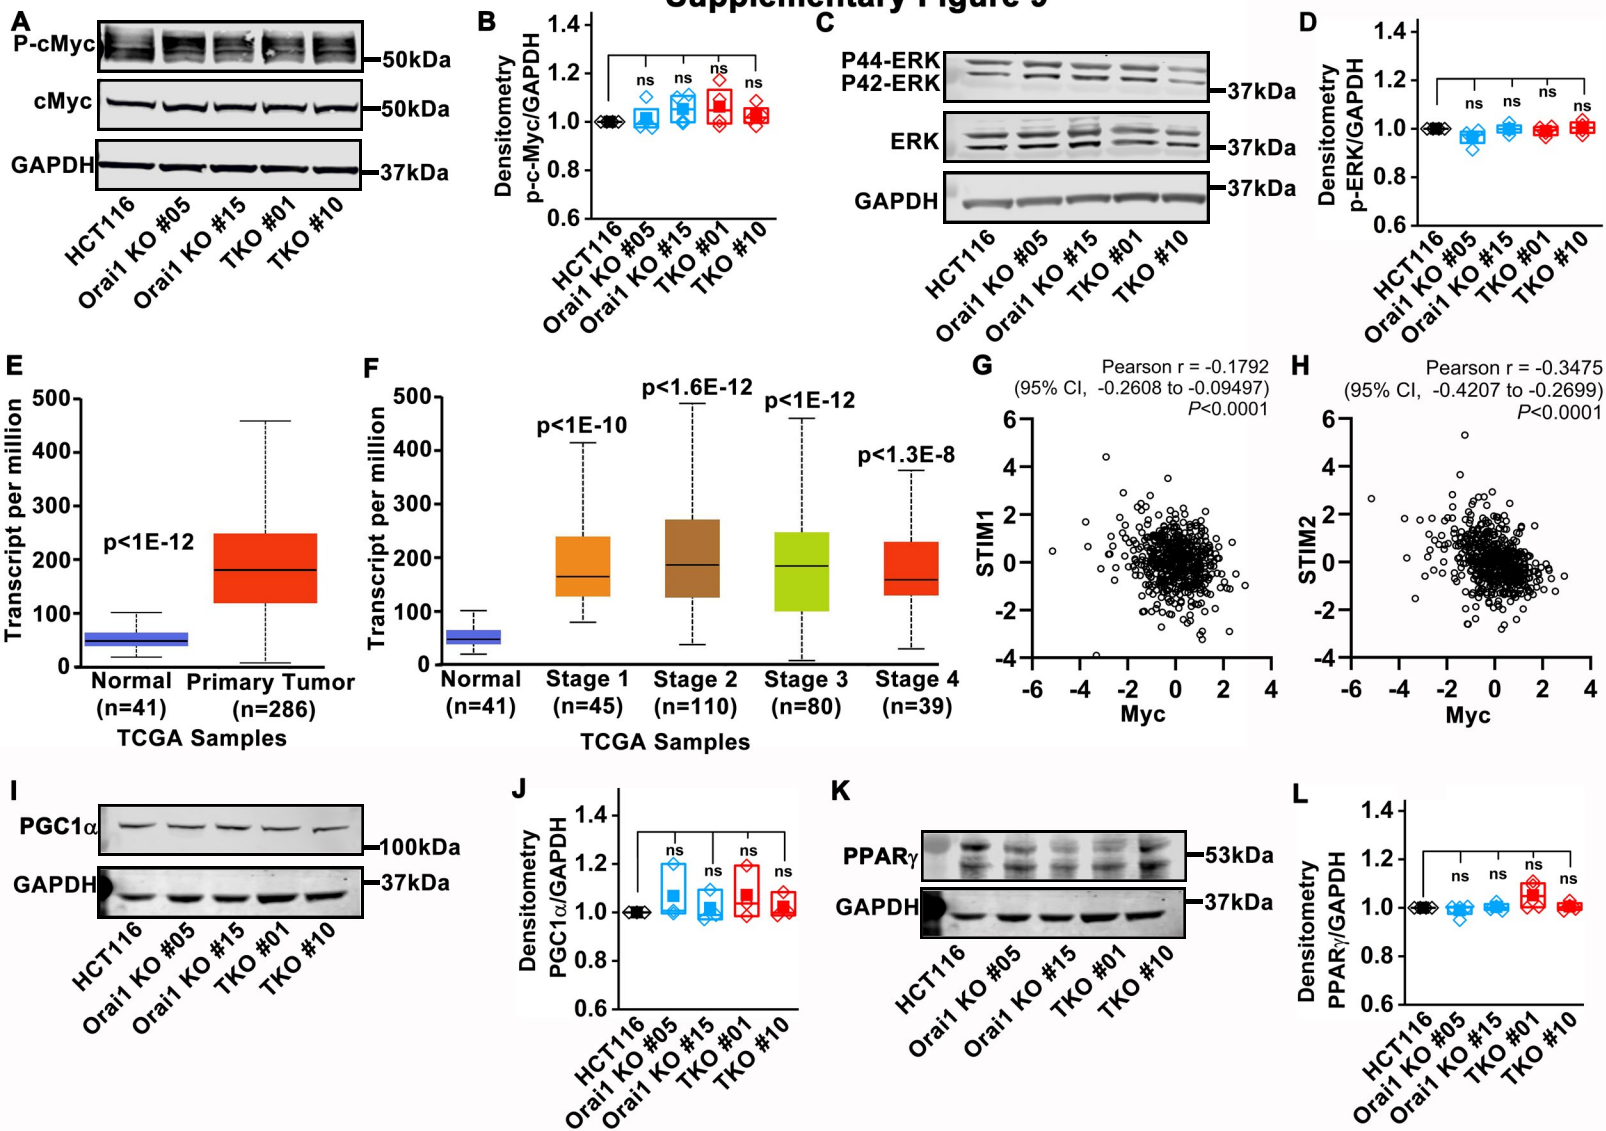 Supplementary Figure 9
A
P-cMyc
50kDa
cMyc
50kDa
GAPDH
37kDa
HCT116
Orai1 KO #05
Orai1 KO #15
TKO #01
TKO #10
B
Densitometry
p-c-Myc/GAPDH
1.4
1.2
1.0
0.8
0.6
ns
ns
ns
ns
HCT116
Orai1 KO #05
Orai1 KO #15
TKO #01
TKO #10
C
P44-ERK
P42-ERK
37kDa
ERK
37kDa
GAPDH
37kDa
HCT116
Orai1 KO #05
Orai1 KO #15
TKO #01
TKO #10
D
Densitometry
p-ERK/GAPDH
1.4
1.2
1.0
0.8
0.6
ns
ns
ns
ns
HCT116
Orai1 KO #05
Orai1 KO #15
TKO #01
TKO #10
E
Transcript per million
500
400
300
200
100
0
p<1E-12
Normal
(n=41)
Primary Tumor
(n=286)
TCGA Samples
F
Transcript per million
500
400
300
200
100
0
p<1E-10
p<1.6E-12
p<1E-12
p<1.3E-8
Normal
(n=41)
Stage 1
(n=45)
Stage 2
(n=110)
Stage 3
(n=80)
Stage 4
(n=39)
TCGA Samples
G
Pearson r = -0.1792
(95% CI, -0.2608 to -0.09497)
P<0.0001
STIM1
6
4
2
0
-2
-4
-6 -4 -2 0 2 4
Myc
H
Pearson r = -0.3475
(95% CI, -0.4207 to -0.2699)
P<0.0001
STIM2
6
4
2
0
-2
-4
-6 -4 -2 0 2 4
Myc
I
PGC1α
100kDa
GAPDH
37kDa
HCT116
Orai1 KO #05
Orai1 KO #15
TKO #01
TKO #10
J
Densitometry
PGC1α/GAPDH
1.4
1.2
1.0
0.8
0.6
ns
ns
ns
ns
HCT116
Orai1 KO #05
Orai1 KO #15
TKO #01
TKO #10
K
PPARγ
53kDa
GAPDH
37kDa
HCT116
Orai1 KO #05
Orai1 KO #15
TKO #01
TKO #10
L
Densitometry
PPARγ/GAPDH
1.4
1.2
1.0
0.8
0.6
ns
ns
ns
ns
HCT116
Orai1 KO #05
Orai1 KO #15
TKO #01
TKO #10